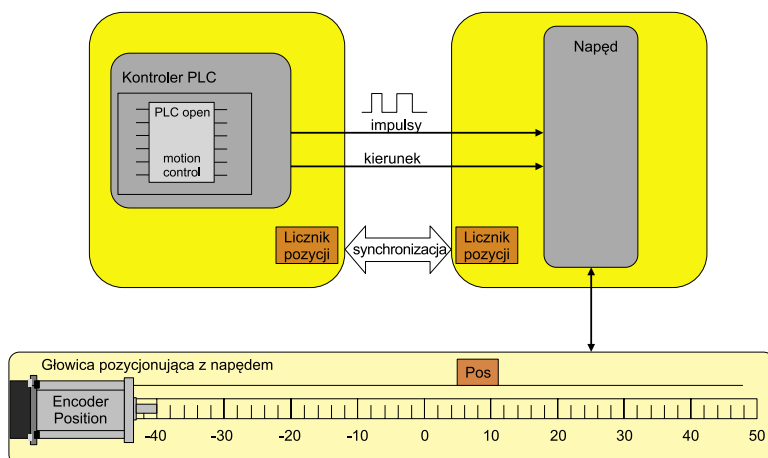 Kontroler PLC
PLC open
motion
control
impulsy
kierunek
Napęd
Licznik
pozycji
synchronizacja
Licznik
pozycji
Głowica pozycjonująca z napędem
Pos
Encoder
Position
-40 -30 -20 -10 0 10 20 30 40 50